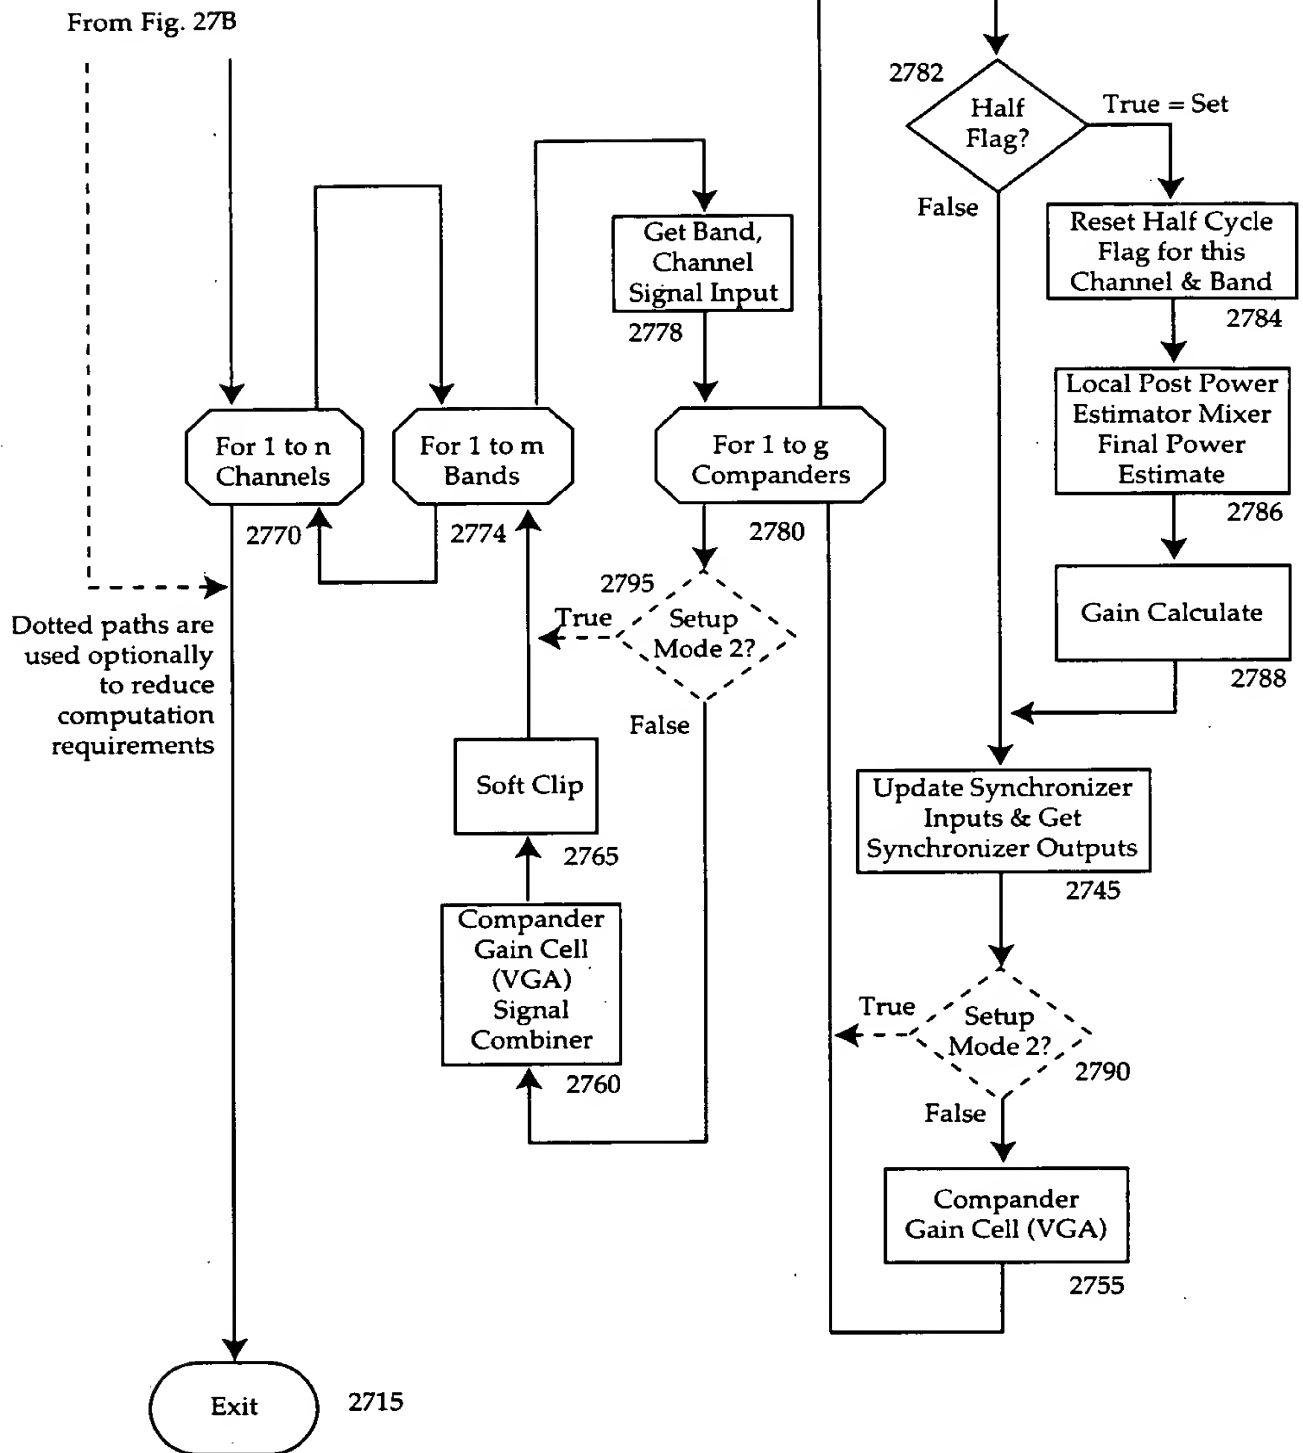 From Fig. 27B
2782
Half
Flag?
True = Set
False
Reset Half Cycle
Flag for this
Channel & Band
2784
Get Band,
Channel
Signal Input
2778
Local Post Power
Estimator Mixer
Final Power
Estimate
2786
For 1 to n
Channels
2770
For 1 to m
Bands
2774
For 1 to g
Companders
2780
2795
Setup
Mode 2?
True
False
Gain Calculate
2788
Dotted paths are
used optionally
to reduce
computation
requirements
Soft Clip
2765
Update Synchronizer
Inputs & Get
Synchronizer Outputs
2745
Compander
Gain Cell
(VGA)
Signal
Combiner
2760
True
Setup
Mode 2?
2790
False
Compander
Gain Cell (VGA)
2755
Exit
2715